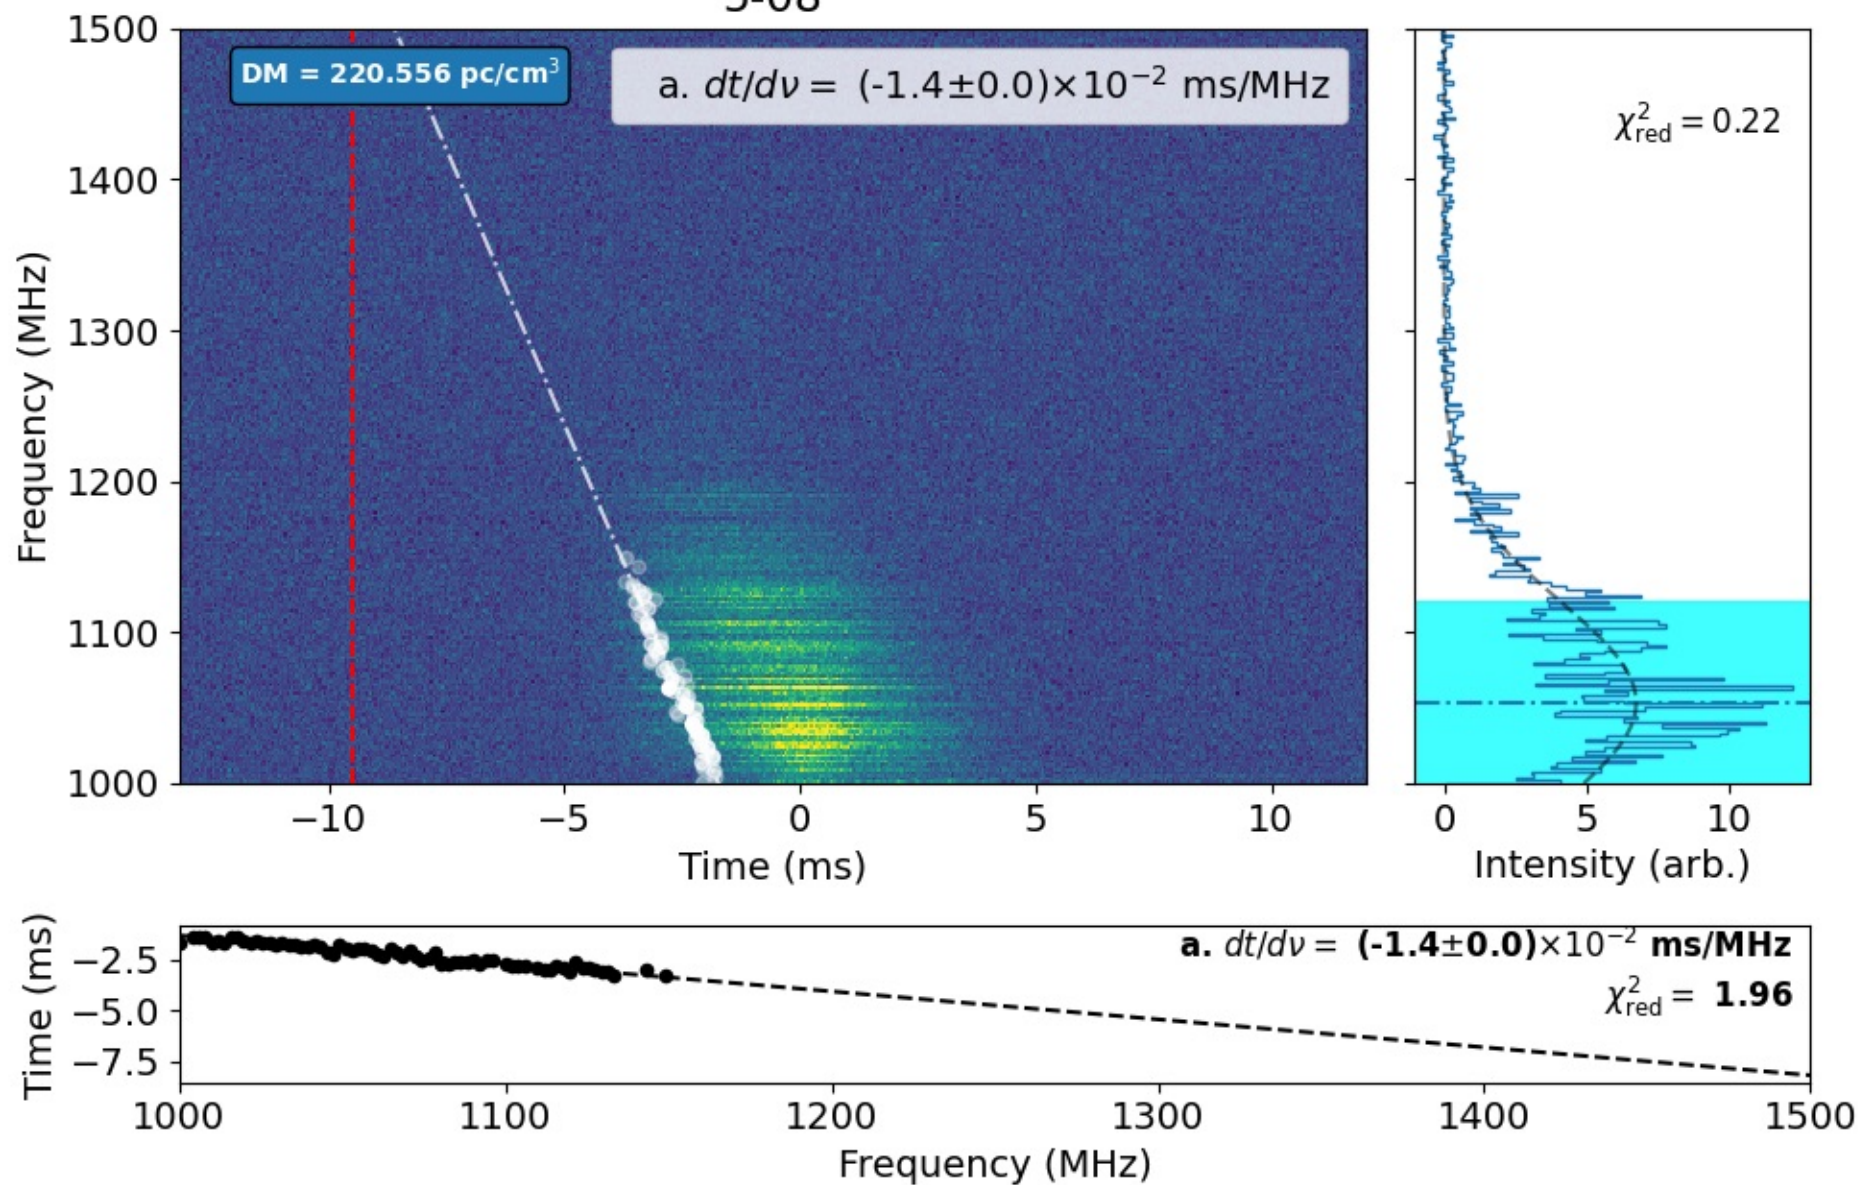 1500
1400
1300
1200
1100
1000
Frequency (MHz)
DM = 220.556 pc/cm³
a. dt/dν = (-1.4±0.0)×10⁻² ms/MHz
−10 −5 0 5 10
Time (ms)
χ²red = 0.22
0 5 10
Intensity (arb.)
Time (ms)
−2.5
−5.0
−7.5
a. dt/dν = (-1.4±0.0)×10⁻² ms/MHz
χ²red = 1.96
1000 1100 1200 1300 1400 1500
Frequency (MHz)